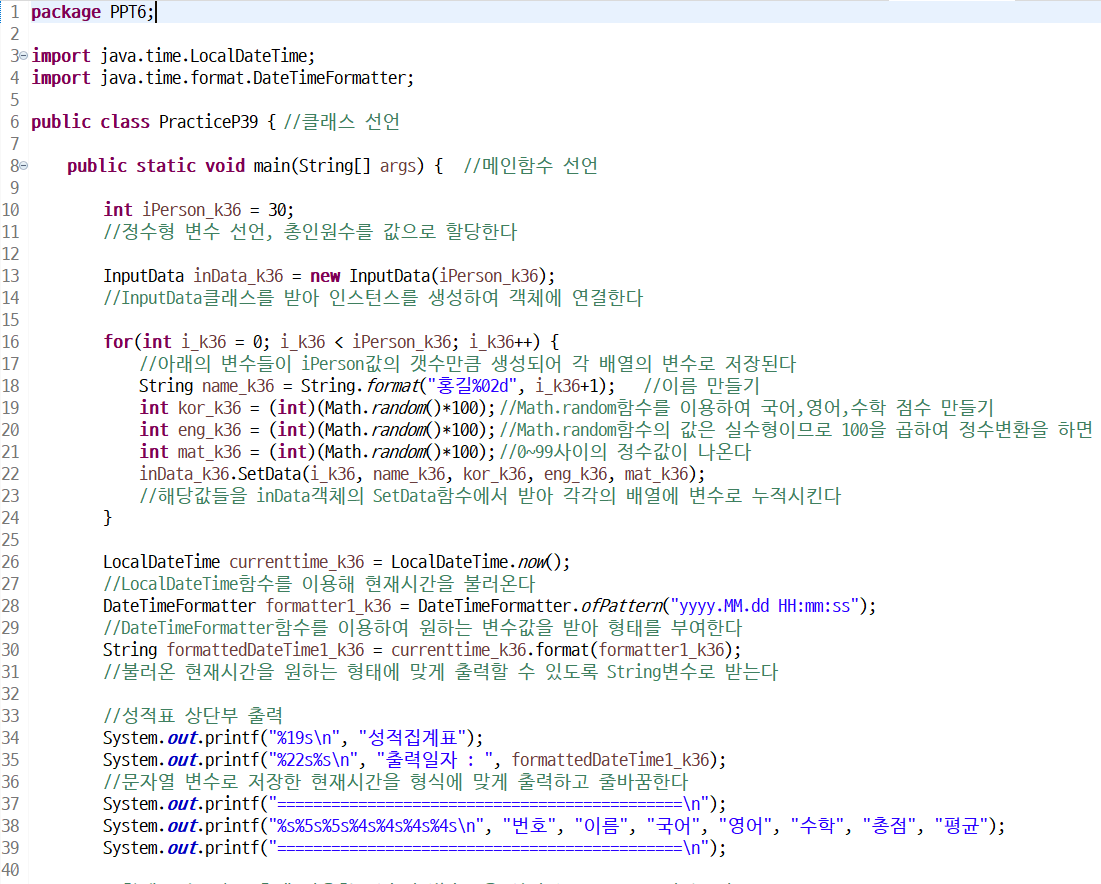 1 package PPT6;
2
3 import java.time.LocalDateTime;
4 import java.time.format.DateTimeFormatter;
5
6 public class PracticeP39 { //클래스 선언
7
8 public static void main(String[] args) {  //메인함수 선언
9
10 int iPerson_k36 = 30;
11 //정수형 변수 선언, 총인원수를 값으로 할당한다
12
13 InputData inData_k36 = new InputData(iPerson_k36);
14 //InputData클래스를 받아 인스턴스를 생성하여 객체에 연결한다
15
16 for(int i_k36 = 0; i_k36 < iPerson_k36; i_k36++) {
17 //아래의 변수들이 iPerson값의 갯수만큼 생성되어 각 배열의 변수로 저장된다
18 String name_k36 = String.format("홍길%02d", i_k36+1);   //이름 만들기
19 int kor_k36 = (int)(Math.random()*100); //Math.random함수를 이용하여 국어,영어,수학 점수 만들기
20 int eng_k36 = (int)(Math.random()*100); //Math.random함수의 값은 실수형이므로 100을 곱하여 정수변환을 하면
21 int mat_k36 = (int)(Math.random()*100); //0~99사이의 정수값이 나온다
22 inData_k36.SetData(i_k36, name_k36, kor_k36, eng_k36, mat_k36);
23 //해당값들을 inData객체의 SetData함수에서 받아 각각의 배열에 변수로 누적시킨다
24 }
25
26 LocalDateTime currenttime_k36 = LocalDateTime.now();
27 //LocalDateTime함수를 이용해 현재시간을 불러온다
28 DateTimeFormatter formatter1_k36 = DateTimeFormatter.ofPattern("yyyy.MM.dd HH:mm:ss");
29 //DateTimeFormatter함수를 이용하여 원하는 변수값을 받아 형태를 부여한다
30 String formattedDateTime1_k36 = currenttime_k36.format(formatter1_k36);
31 //불러온 현재시간을 원하는 형태에 맞게 출력할 수 있도록 String변수로 받는다
32
33 //성적표 상단부 출력
34 System.out.printf("%19s\n", "성적집계표");
35 System.out.printf("%22s%s\n", "출력일자 : ", formattedDateTime1_k36);
36 //문자열 변수로 저장한 현재시간을 형식에 맞게 출력하고 줄바꿈한다
37 System.out.printf("=============================================\n");
38 System.out.printf("%s%5s%5s%4s%4s%4s%4s\n", "번호", "이름", "국어", "영어", "수학", "총점", "평균");
39 System.out.printf("=============================================\n");
40